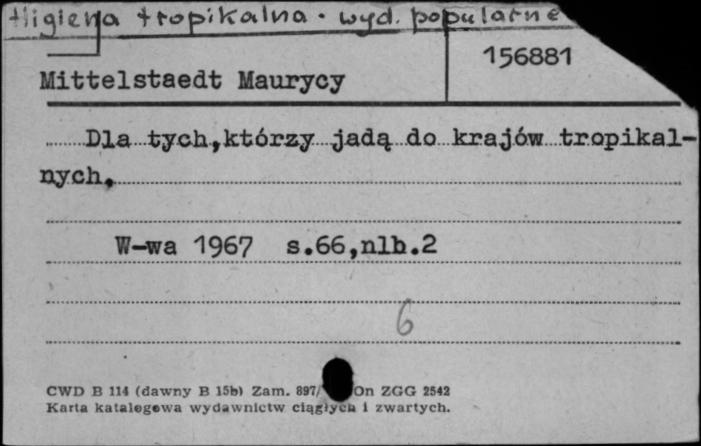 Higiena tropikalna. wyd. popularne
156881
Mittelstaedt Maurycy
Dla tych,którzy jadą do krajów tropikal-
nych.
W-wa 1967 s.66,nlb.2
6
CWD B 114 (dawny B 15b) Zam. 897/ On ZGG 2542
Karta katalogowa wydawnictw ciągłych i zwartych.